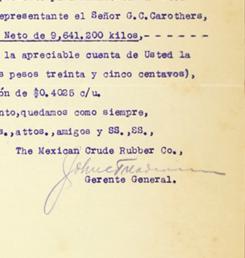 representante el Señor G.C.Carothers,
Neto de 9,641.200 kilos,- - - - - -
la apreciable cuenta de Usted la
s pesos treinta y cinco centavos),
ón de $0.4025 c/u.
nto,quedamos como siempre,
s.,attos.,amigos y SS.,SS.,
The Mexican Crude Rubber Co.,
Gerente General.